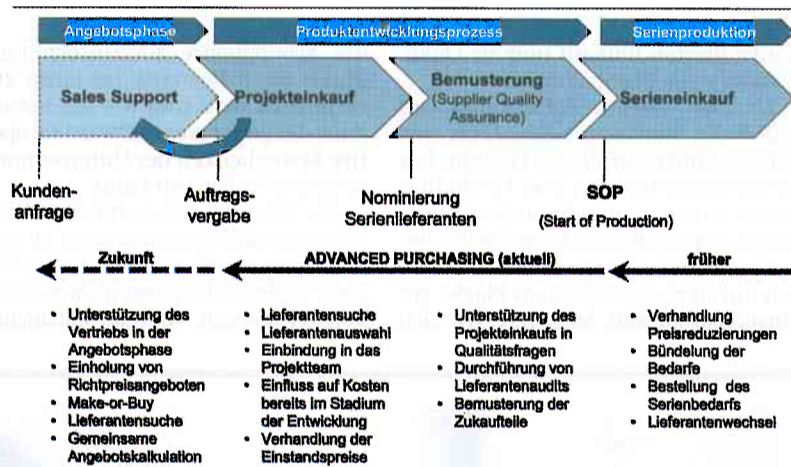 Angebotsphase
Produktentwicklungsprozess
Serienproduktion
Sales Support
Projekteinkauf
Bemusterung
(Supplier Quality
Assurance)
Serieneinkauf
Kunden-
anfrage
Auftrags-
vergabe
Nominierung
Serienlieferanten
SOP
(Start of Production)
Zukunft
ADVANCED PURCHASING (aktuell)
früher
• Unterstützung des
Vertriebs in der
Angebotsphase
• Einholung von
Richtpreisangeboten
• Make-or-Buy
• Lieferantensuche
• Gemeinsame
Angebotskalkulation
• Lieferantensuche
• Lieferantenauswahl
• Einbindung in das
Projektteam
• Einfluss auf Kosten
bereits im Stadium
der Entwicklung
• Verhandlung der
Einstandspreise
• Unterstützung des
Projekteinkaufs in
Qualitätsfragen
• Durchführung von
Lieferantenaudits
• Bemusterung der
Zukaufteile
• Verhandlung
Preisreduzierungen
• Bündelung der
Bedarfe
• Bestellung des
Serienbedarfs
• Lieferantenwechsel